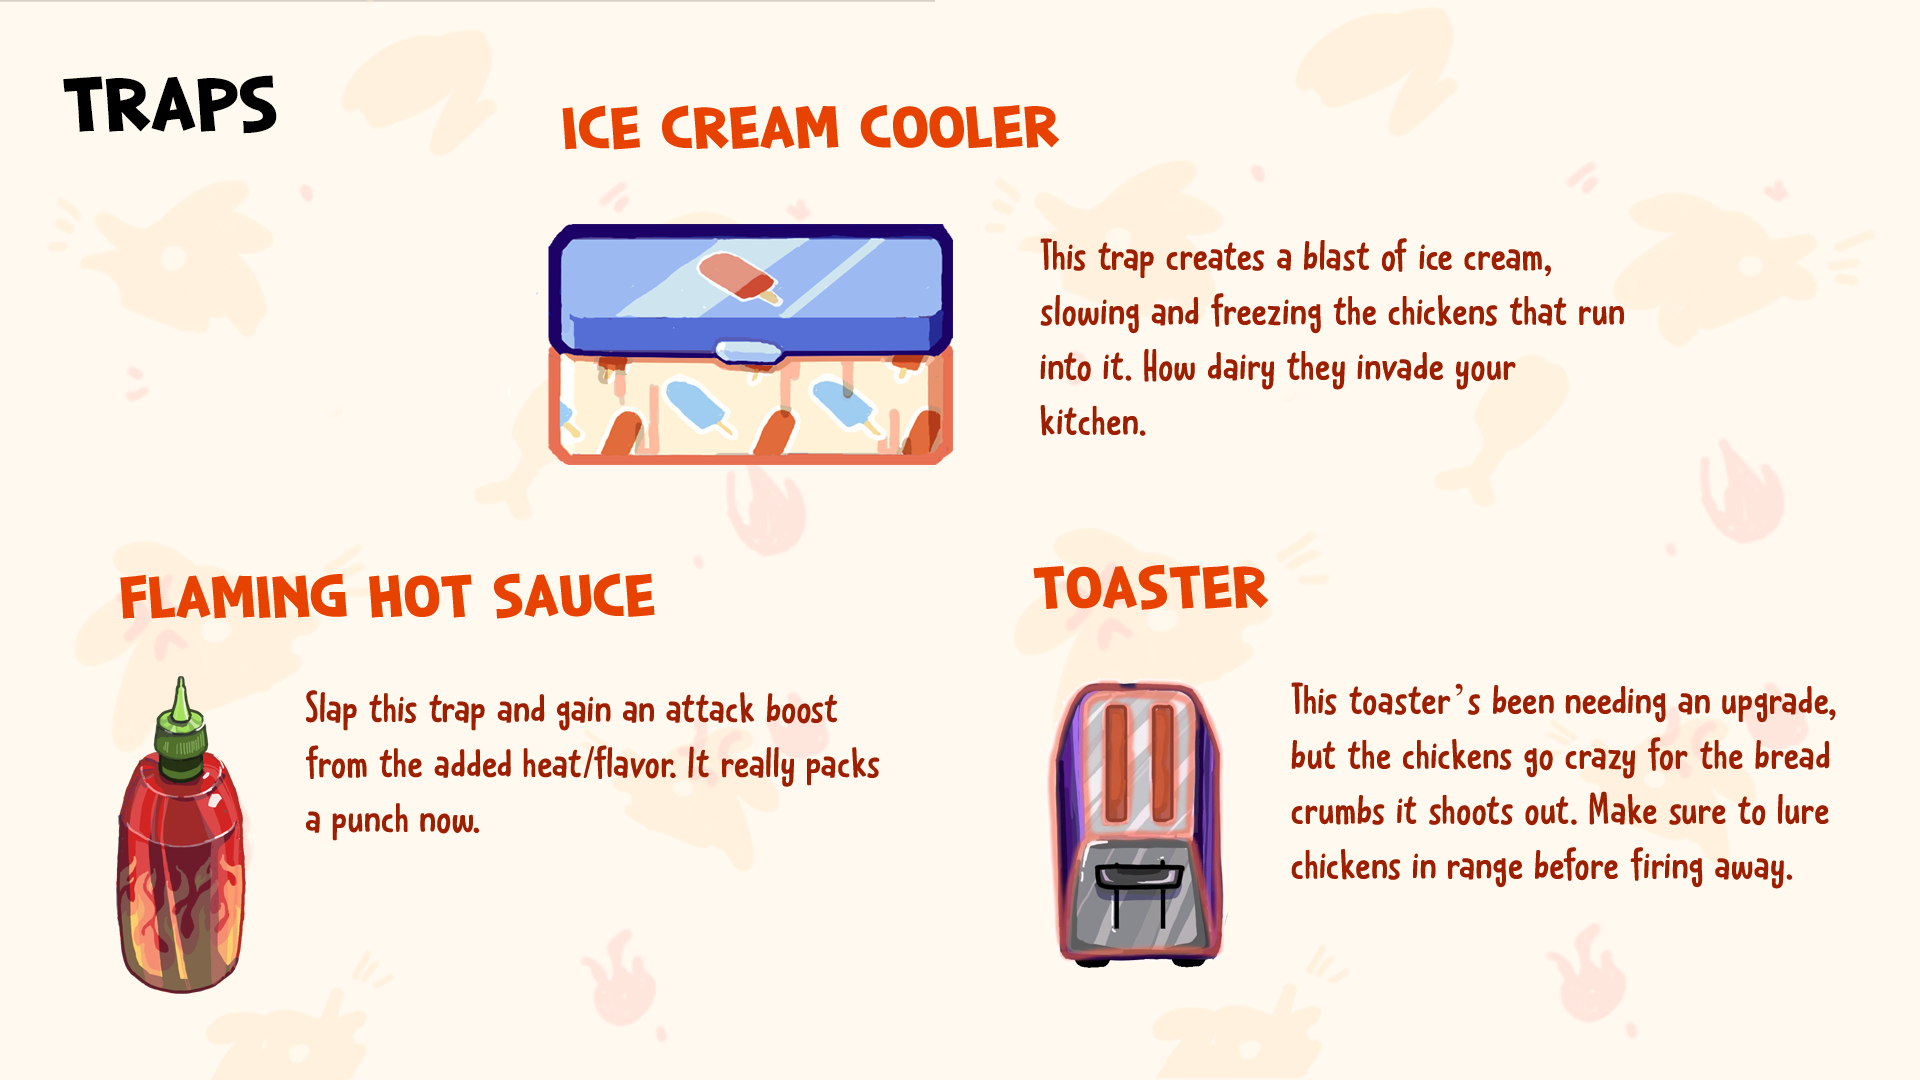 TRAPS
ICE CREAM COOLER
This trap creates a blast of ice cream,
slowing and freezing the chickens that run
into it. How dairy they invade your
kitchen.
FLAMING HOT SAUCE
Slap this trap and gain an attack boost
from the added heat/flavor. It really packs
a punch now.
TOASTER
This toaster's been needing an upgrade,
but the chickens go crazy for the bread
crumbs it shoots out. Make sure to lure
chickens in range before firing away.